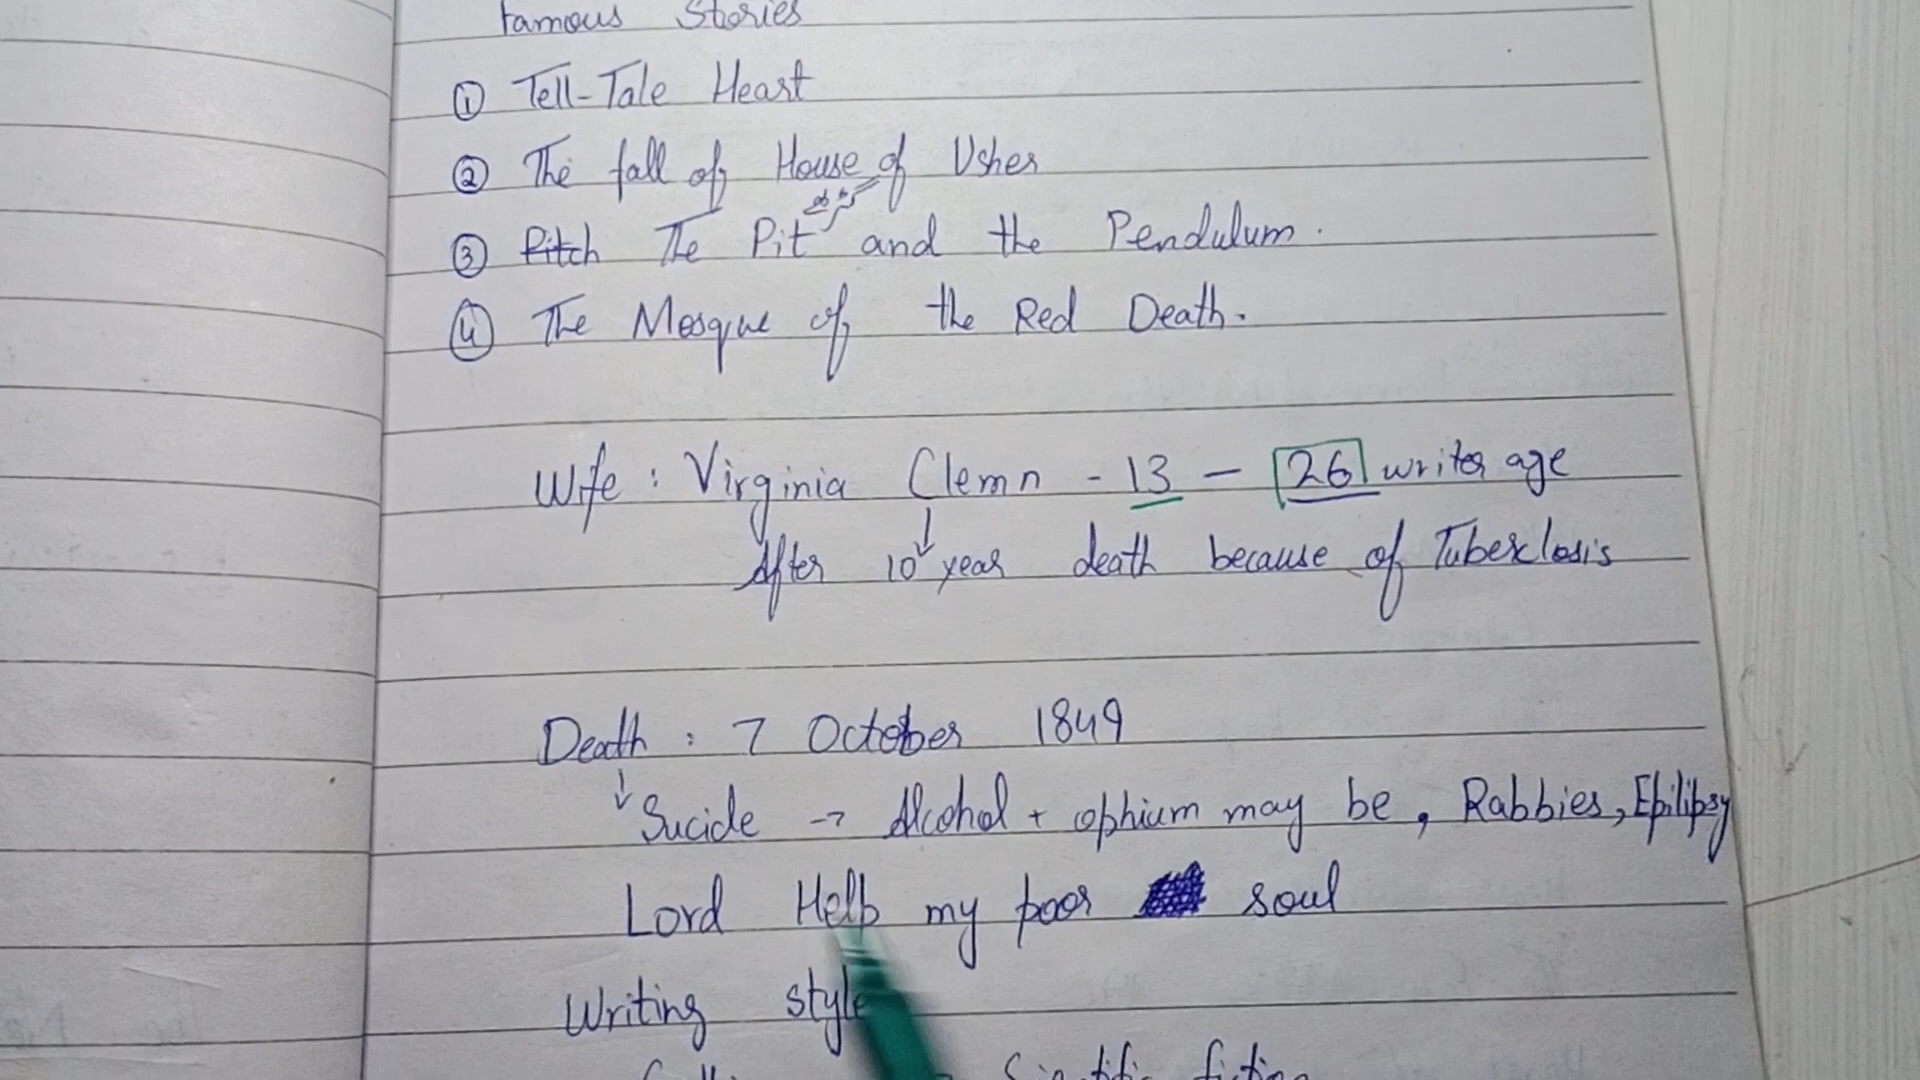 Famous Stories
① Tell-Tale Heart
② The fall of House of Usher
③ Pitch The Pit and the Pendulum.
④ The Mosque of the Red Death.
Wife : Virginia Clemn - 13 - 26 writer age
After 10 year death because of Tuberclosis
Death : 7 October 1849
↓ Sucide → Alcohol + ophium may be, Rabbies, Epilipsy
Lord Help my poor soul
Writing style
fiction